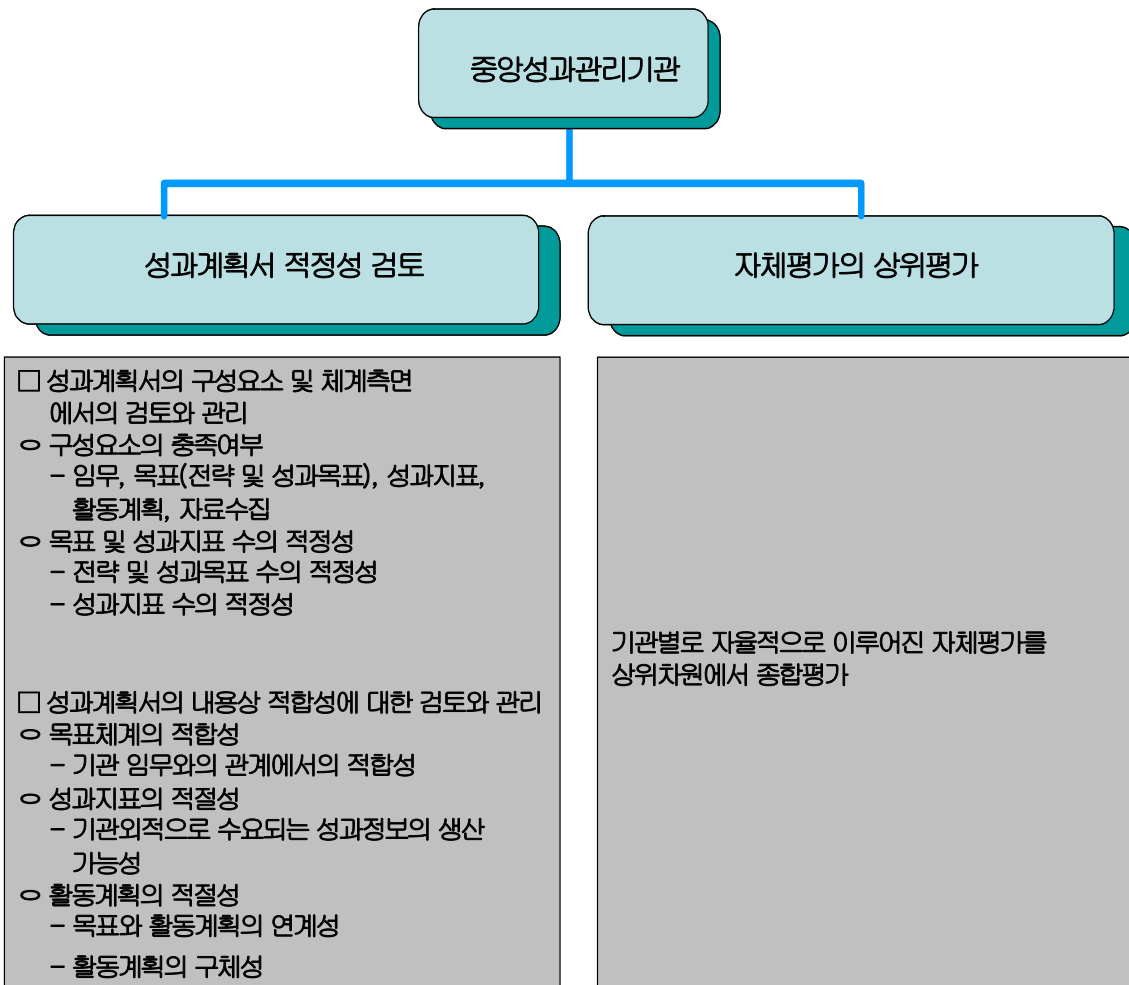 중앙성과관리기관
성과계획서 적정성 검토
자체평가의 상위평가
□ 성과계획서의 구성요소 및 체계측면
에서의 검토와 관리
ㅇ 구성요소의 충족여부
- 임무, 목표(전략 및 성과목표), 성과지표,
활동계획, 자료수집
ㅇ 목표 및 성과지표 수의 적정성
- 전략 및 성과목표 수의 적정성
- 성과지표 수의 적정성
□ 성과계획서의 내용상 적합성에 대한 검토와 관리
ㅇ 목표체계의 적합성
- 기관 임무와의 관계에서의 적합성
ㅇ 성과지표의 적절성
- 기관외적으로 수요되는 성과정보의 생산
가능성
ㅇ 활동계획의 적절성
- 목표와 활동계획의 연계성
- 활동계획의 구체성
기관별로 자율적으로 이루어진 자체평가를
상위차원에서 종합평가